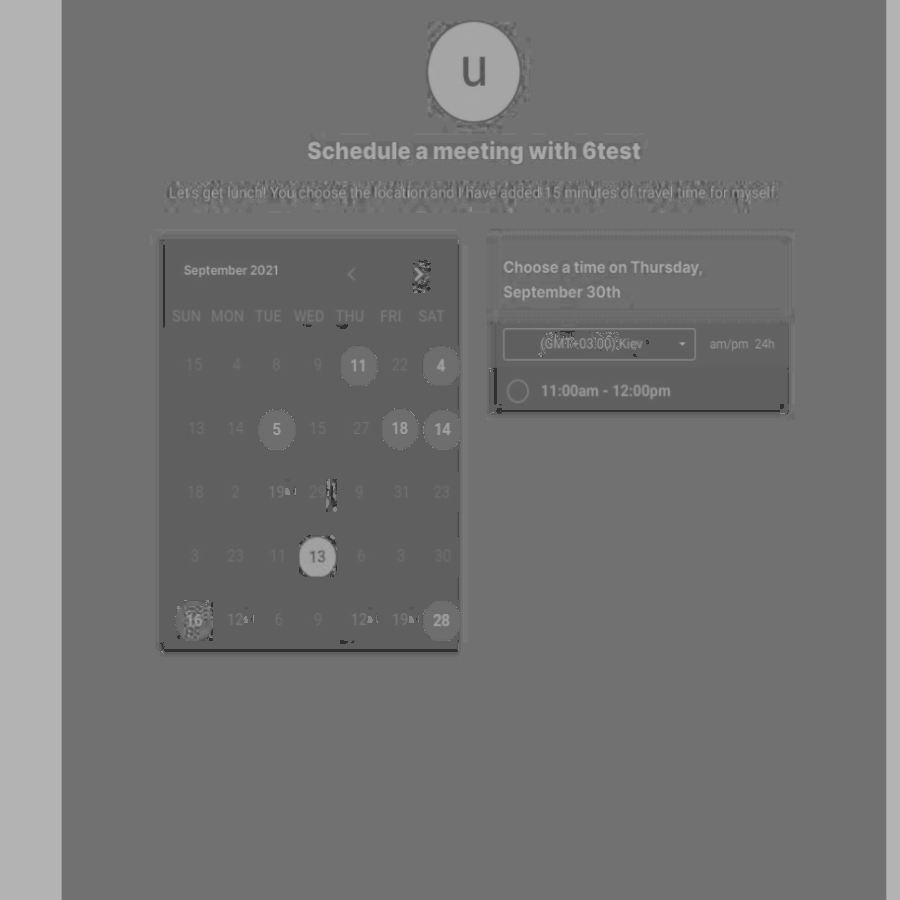 u
Schedule a meeting with 6test
Let's get lunch! You choose the location and I have added 15 minutes of travel time for myself.
September 2021
SUN MON TUE WED THU FRI SAT
15 4 8 9 11 22 4
13 14 5 15 27 18 14
18 2 19 29 9 31 23
3 23 11 13 6 3 30
16 12 6 9 12 19 28
Choose a time on Thursday,
September 30th
(GMT+03:00) Kiev am/pm 24h
11:00am - 12:00pm